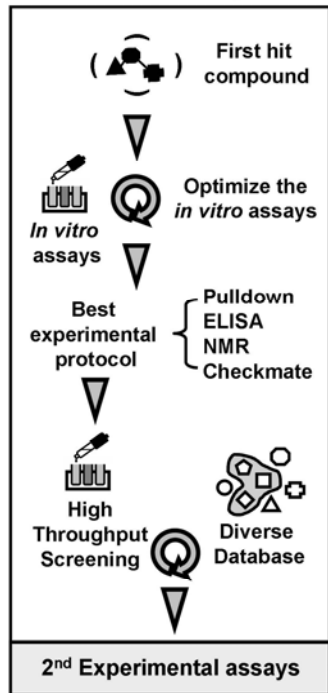 First hit
compound
Optimize the
in vitro assays
In vitro
assays
Best
experimental
protocol
Pulldown
ELISA
NMR
Checkmate
High
Throughput
Screening
Diverse
Database
2nd Experimental assays